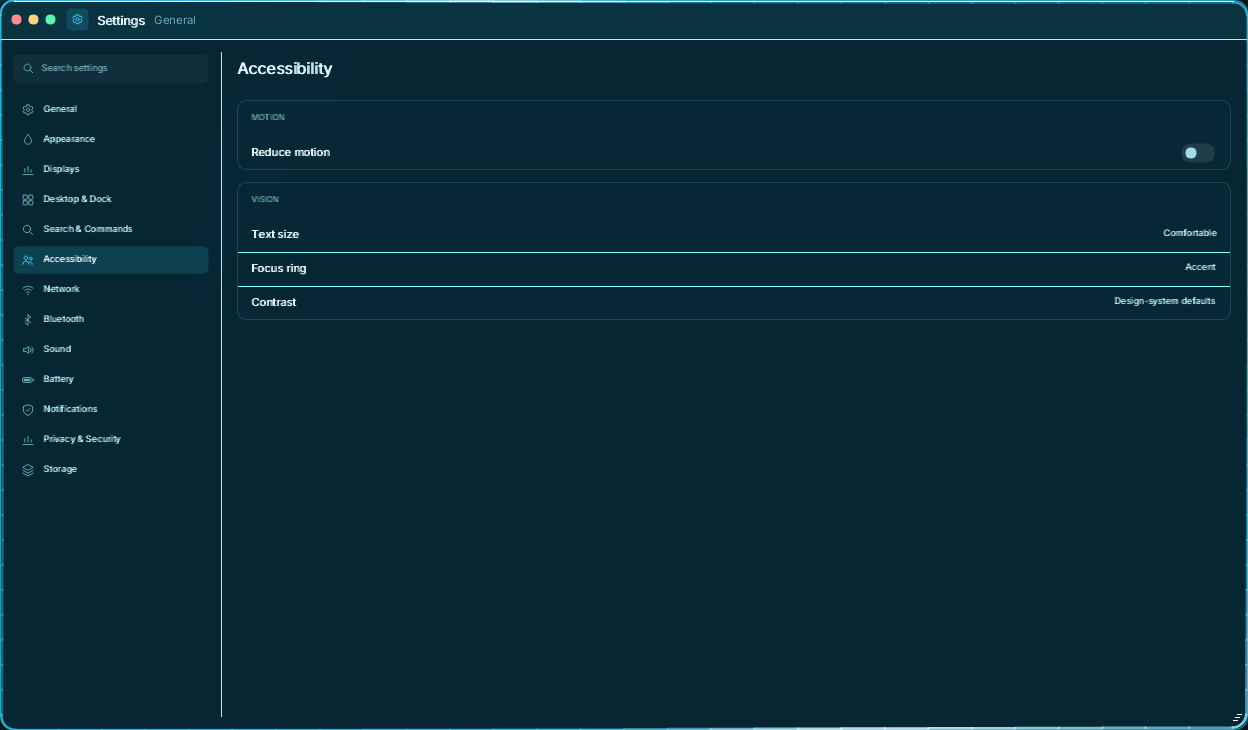 Settings General
Search settings
General
Appearance
Displays
Desktop & Dock
Search & Commands
Accessibility
Network
Bluetooth
Sound
Battery
Notifications
Privacy & Security
Storage
Accessibility
MOTION
Reduce motion
VISION
Text size Comfortable
Focus ring Accent
Contrast Design-system defaults